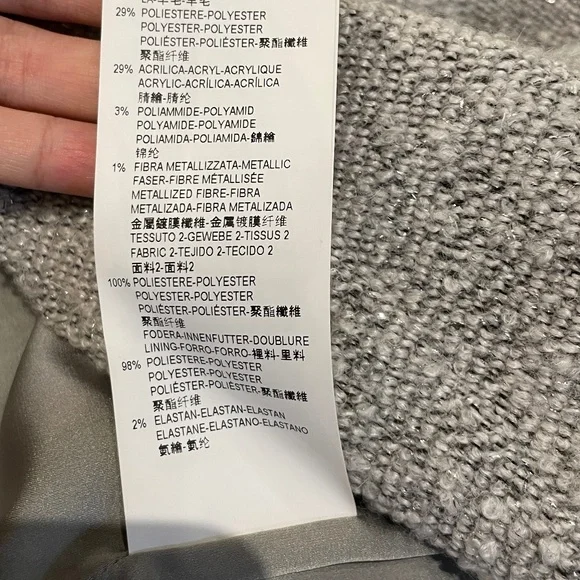 29% POLIESTERE-POLYESTER
POLYESTER-POLYESTER
POLIÉSTER-POLIÉSTER-聚酯纖維
聚酯纤维
29% ACRILICA-ACRYL-ACRYLIQUE
ACRYLIC-ACRÍLICA-ACRÍLICA
腈綸-腈纶
3% POLIAMMIDE-POLYAMID
POLYAMIDE-POLYAMIDE
POLIAMIDA-POLIAMIDA-錦綸
锦纶
1% FIBRA METALLIZZATA-METALLIC
FASER-FIBRE MÉTALLISÉE
METALLIZED FIBRE-FIBRA
METALIZADA-FIBRA METALIZADA
金屬鍍膜纖維-金属镀膜纤维
TESSUTO 2-GEWEBE 2-TISSUS 2
FABRIC 2-TEJIDO 2-TECIDO 2
面料2-面料2
100% POLIESTERE-POLYESTER
POLYESTER-POLYESTER
POLIÉSTER-POLIÉSTER-聚酯纖維
聚酯纤维
FODERA-INNENFUTTER-DOUBLURE
LINING-FORRO-FORRO-裡料-里料
98% POLIESTERE-POLYESTER
POLYESTER-POLYESTER
POLIÉSTER-POLIÉSTER-聚酯纖維
聚酯纤维
2% ELASTAN-ELASTAN-ELASTAN
ELASTANE-ELASTANO-ELASTANO
氨綸-氨纶